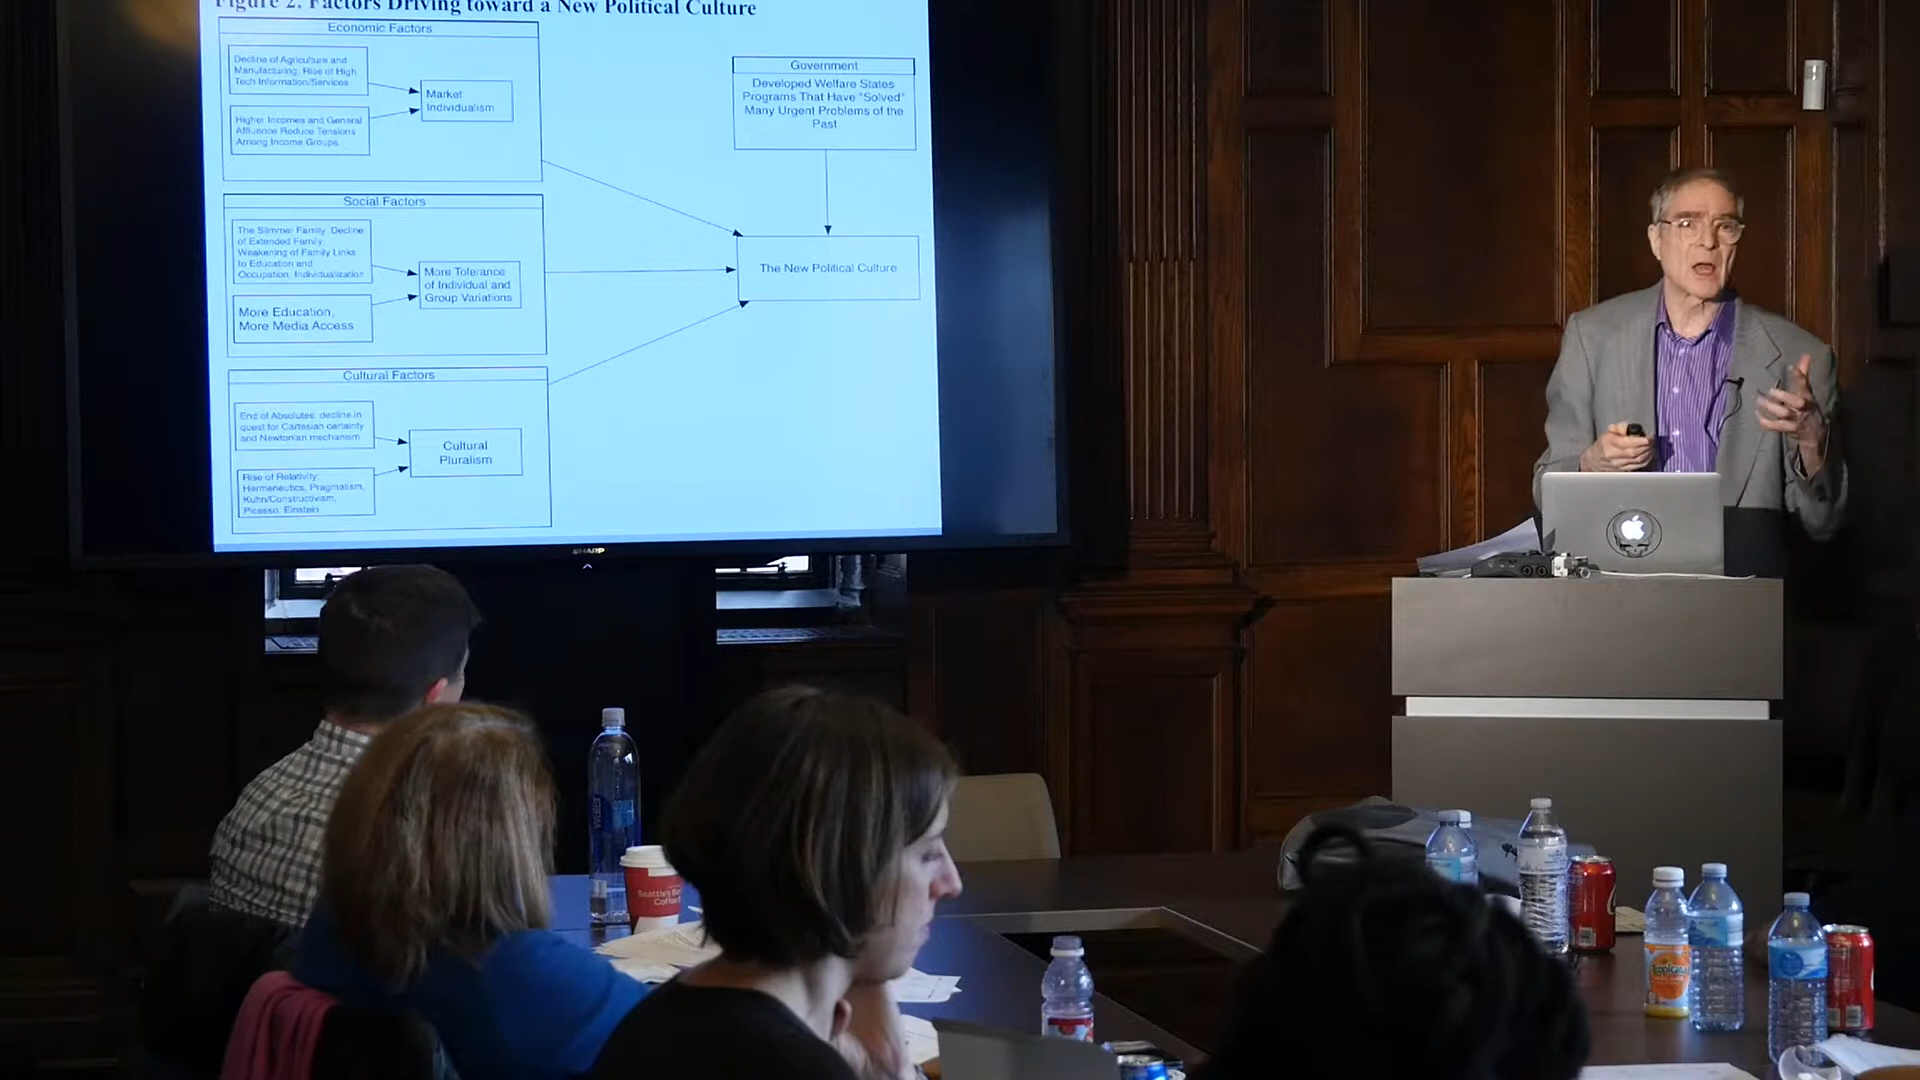 Figure 2. Factors Driving toward a New Political Culture
Economic Factors
Decline of Agriculture and
Manufacturing; Rise of High
Tech Information/Services
Higher Incomes and General
Affluence Reduce Tensions
Among Income Groups
Market
Individualism
Social Factors
The Slimmer Family: Decline
of Extended Family,
Weakening of Family Links
to Education and
Occupation, Individualization
More Education,
More Media Access
More Tolerance
of Individual and
Group Variations
Cultural Factors
End of Absolutes: decline in
quest for Cartesian certainty
and Newtonian mechanism
Rise of Relativity:
Hermeneutics, Pragmatism,
Kuhn/Constructivism,
Picasso, Einstein
Cultural
Pluralism
Government
Developed Welfare States
Programs That Have "Solved"
Many Urgent Problems of the
Past
The New Political Culture
SHARP
water
Seattle's Best
Coffee
Tropicana